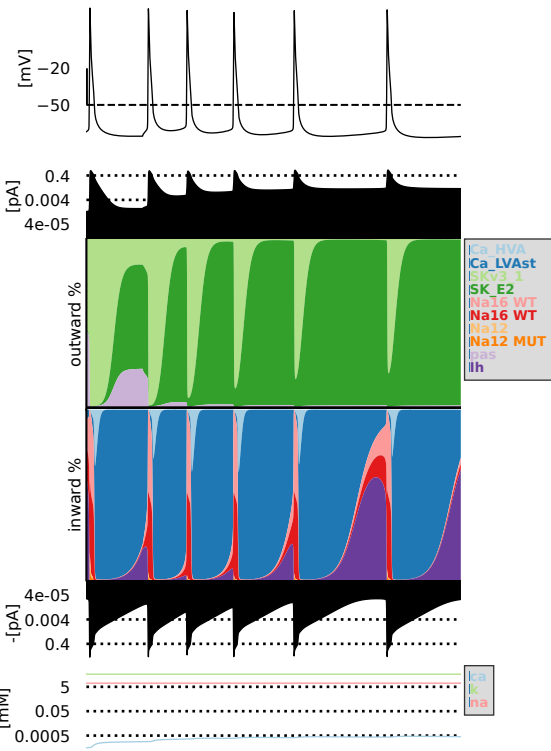 [mV]
−20
−50
[pA]
0.4
0.004
4e-05
outward %
Ca_HVA
Ca_LVAst
SKv3_1
SK_E2
Na16 WT
Na16 WT
Na12
Na12 MUT
pas
Ih
inward %
-[pA]
4e-05
0.004
0.4
[mM]
5
0.05
0.0005
ca
k
na